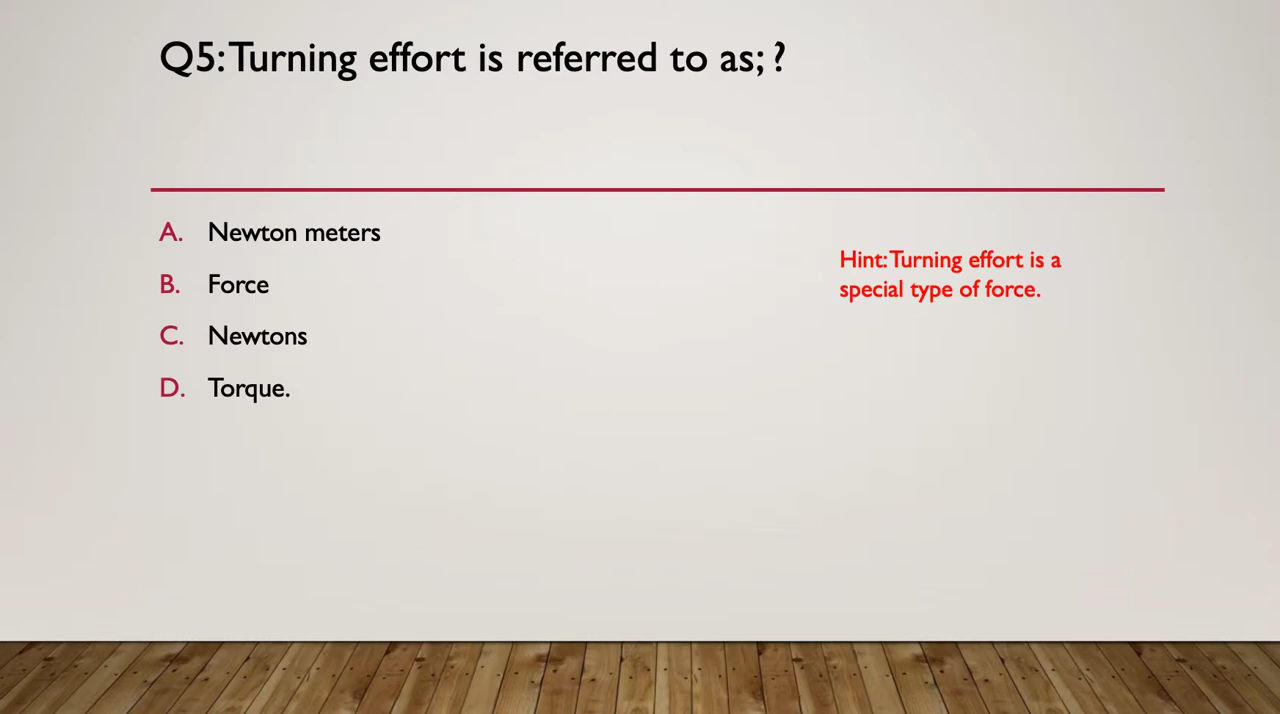 Q5: Turning effort is referred to as; ?
A. Newton meters
B. Force
C. Newtons
D. Torque.
Hint: Turning effort is a
special type of force.